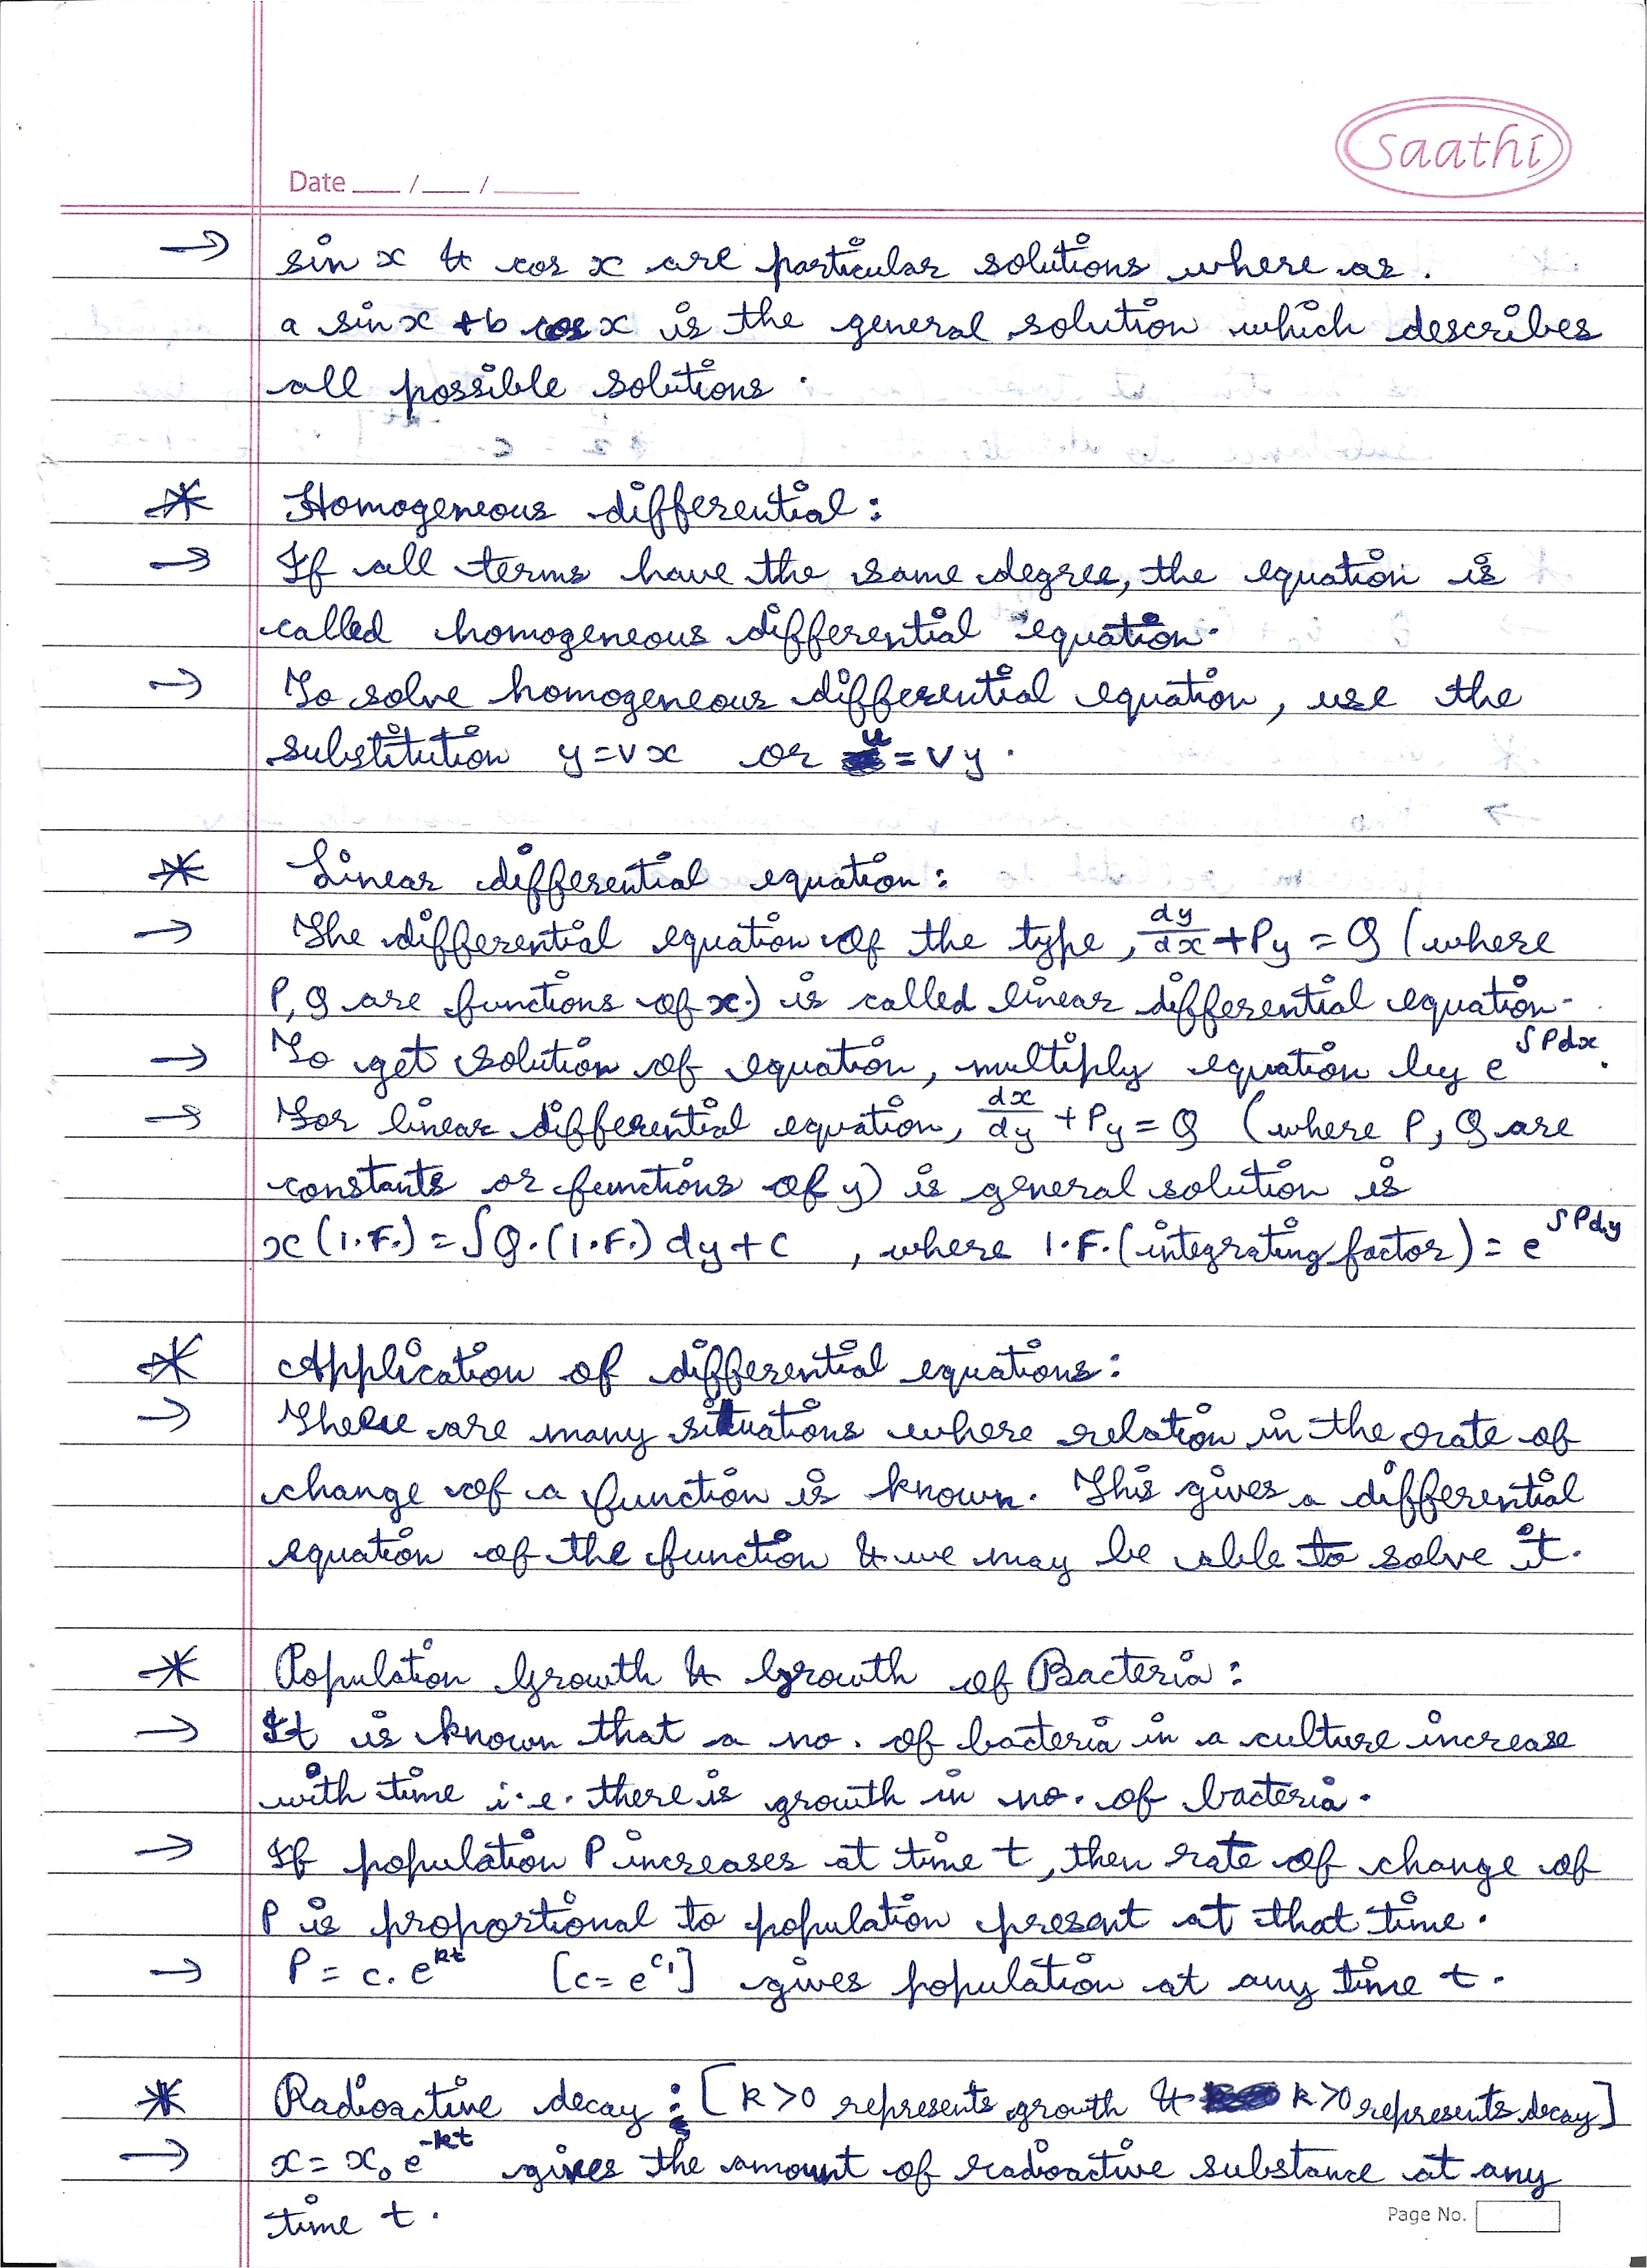 saathi
Date ___ / ___ / ______
→ sin x & cos x are particular solutions where as .
a sin x + b cos x is the general solution which describes
all possible solutions .
* Homogeneous differential :
→ If all terms have the same degree, the equation is
called homogeneous differential equation.
→ To solve homogeneous differential equation, use the
substitution y = vx or = vy .
* Linear differential equation :
→ The differential equation of the type, dy/dx + Py = Q (where
P, Q are functions of x.) is called linear differential equation.
→ To get solution of equation, multiply equation by e^∫Pdx .
→ For linear differential equation, dx/dy + Py = Q (where P, Q are
constants or functions of y) is general solution is
x (I.F.) = ∫Q.(I.F.) dy + C , where I.F. (integrating factor) = e^∫Pdy
* Application of differential equations :
→ There are many situations where relation in the rate of
change of a function is known. This gives a differential
equation of the function & we may be able to solve it.
* Population Growth & Growth of Bacteria :
→ It is known that a no. of bacteria in a culture increase
with time i.e. there is growth in no. of bacteria.
→ If population P increases at time t, then rate of change of
P is proportional to population present at that time.
→ P = c. e^kt [c = e^c₁] gives population at any time t.
* Radioactive decay : [k > 0 represents growth & k > 0 represents decay]
→ x = x₀ e^-kt gives the amount of radioactive substance at any
time t .
Page No.